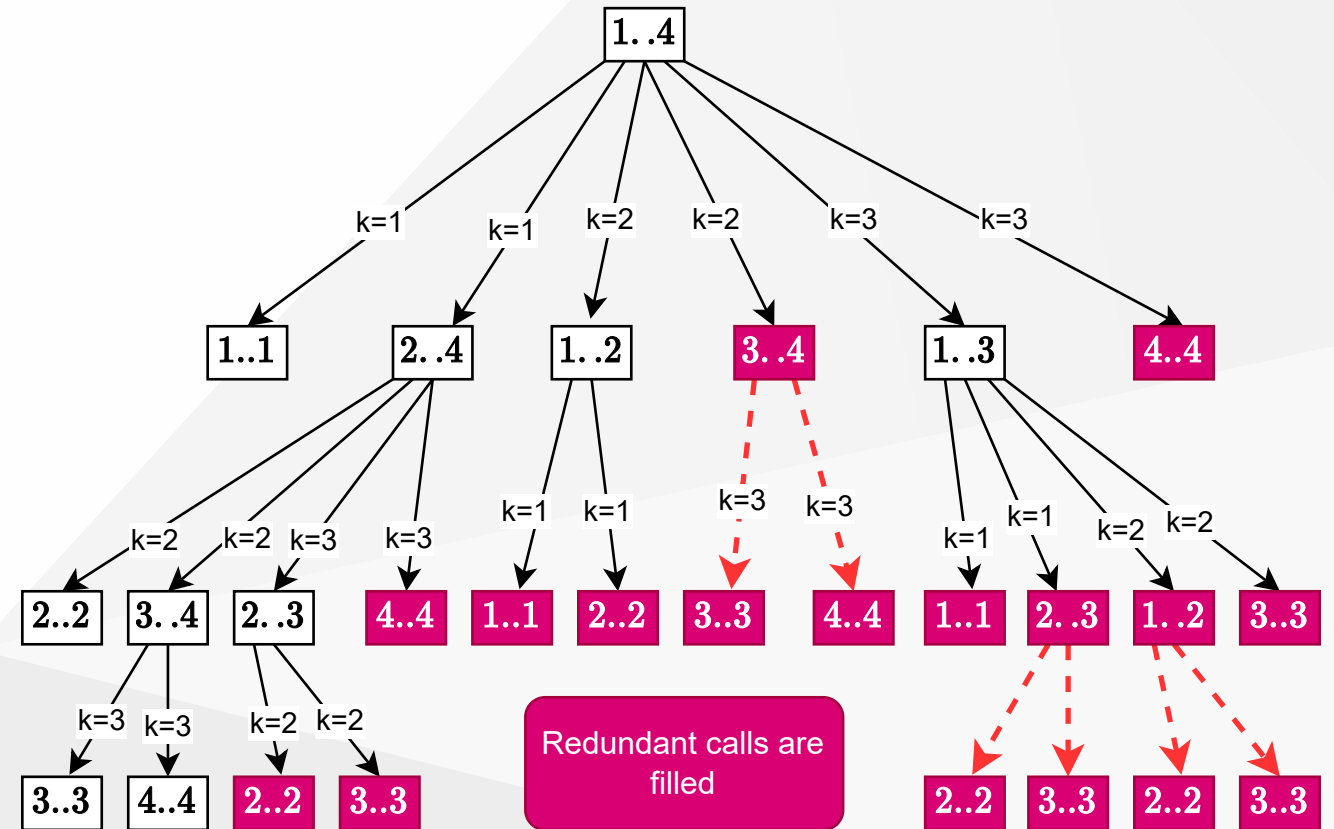 1. .4
k=1
k=1
k=2
k=2
k=3
k=3
1..1
2. .4
1. .2
3. .4
1. .3
4..4
k=2
k=2
k=3
k=3
k=1
k=1
k=3
k=3
k=1
k=1
k=2
k=2
2..2
3. .4
2. .3
4..4
1..1
2..2
3..3
4..4
1..1
2. .3
1. .2
3..3
k=3
k=3
k=2
k=2
Redundant calls are
filled
3..3
4..4
2..2
3..3
2..2
3..3
2..2
3..3